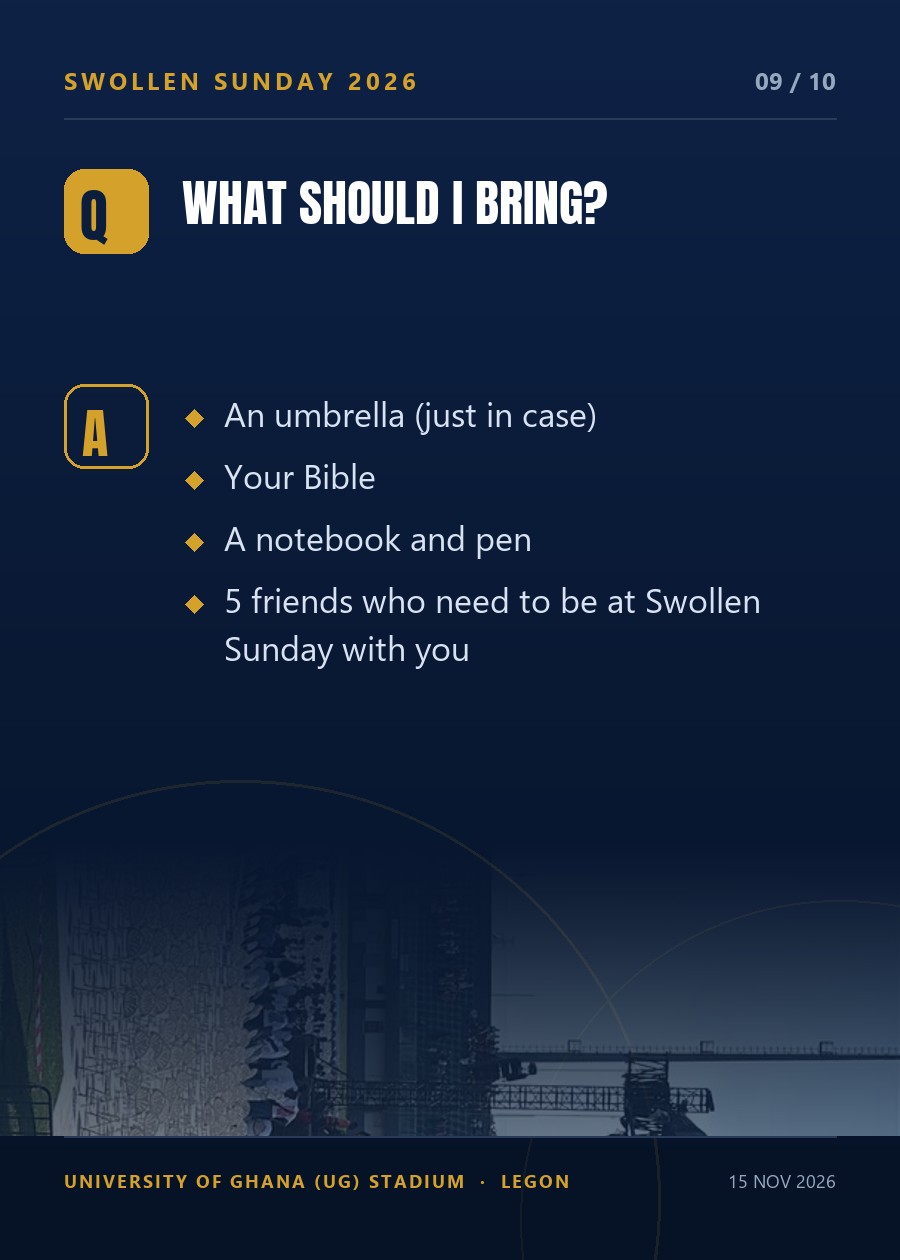 SWOLLEN SUNDAY 2026
09 / 10
Q
WHAT SHOULD I BRING?
A
◆ An umbrella (just in case)
◆ Your Bible
◆ A notebook and pen
◆ 5 friends who need to be at Swollen
Sunday with you
UNIVERSITY OF GHANA (UG) STADIUM · LEGON
15 NOV 2026